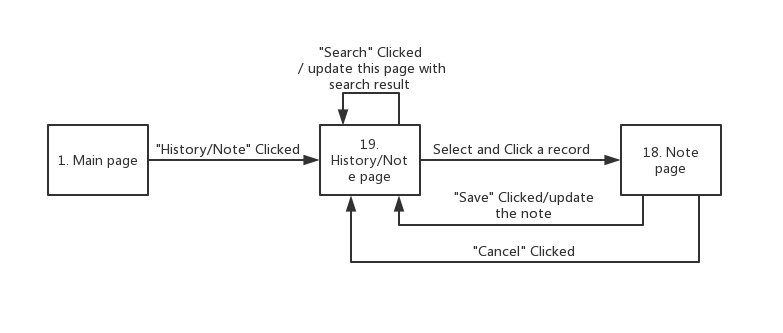 "Search" Clicked
/ update this page with
search result
1. Main page
"History/Note" Clicked
19.
History/Not
e page
Select and Click a record
18. Note
page
"Save" Clicked/update
the note
"Cancel" Clicked